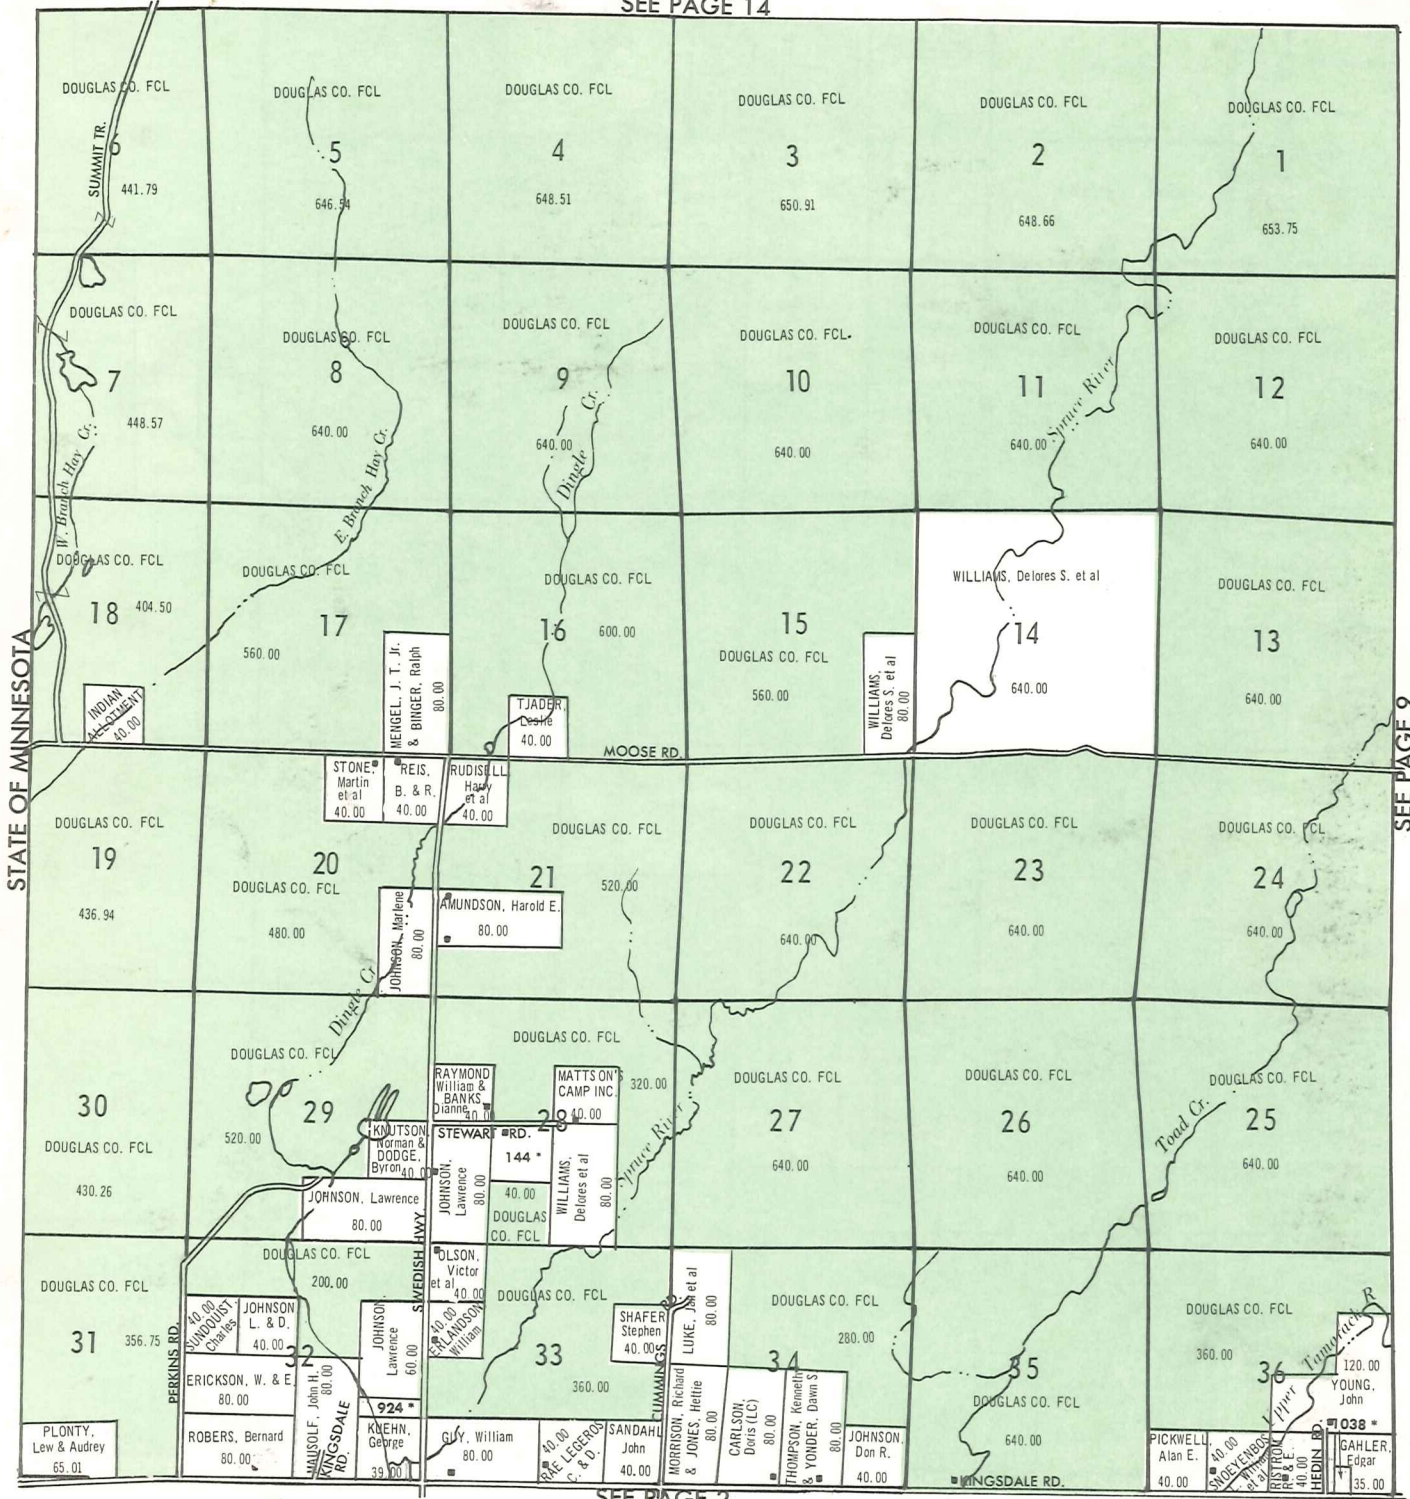 SEE PAGE 14
DOUGLAS CO. FCL
6
441.79
SUMMIT TR.
DOUGLAS CO. FCL
5
646.54
DOUGLAS CO. FCL
4
648.51
DOUGLAS CO. FCL
3
650.91
DOUGLAS CO. FCL
2
648.66
DOUGLAS CO. FCL
1
653.75
DOUGLAS CO. FCL
7
448.57
W. Branch Hay Cr.
DOUGLAS CO. FCL
8
640.00
E. Branch Hay Cr.
DOUGLAS CO. FCL
9
640.00
Dingle Cr.
DOUGLAS CO. FCL.
10
640.00
DOUGLAS CO. FCL
11
640.00
Spruce River
DOUGLAS CO. FCL
12
640.00
DOUGLAS CO. FCL
18
404.50
INDIAN
ALLOTMENT
40.00
DOUGLAS CO. FCL
17
560.00
MENGEL, J. T. Jr.
& BINGER, Ralph
80.00
DOUGLAS CO. FCL
16
600.00
TJADER,
Leslie
40.00
MOOSE RD.
15
DOUGLAS CO. FCL
560.00
WILLIAMS,
Delores S. et al
80.00
WILLIAMS, Delores S. et al
14
640.00
DOUGLAS CO. FCL
13
640.00
STATE OF MINNESOTA
SEE PAGE 9
DOUGLAS CO. FCL
19
436.94
STONE,
Martin
et al
40.00
REIS,
B. & R.
40.00
RUDISELL
Harry
et al
40.00
20
DOUGLAS CO. FCL
480.00
JOHNSON, Marlene
80.00
Dingle Cr.
DOUGLAS CO. FCL
21
520.00
AMUNDSON, Harold E.
80.00
DOUGLAS CO. FCL
22
640.00
DOUGLAS CO. FCL
23
640.00
DOUGLAS CO. FCL
24
640.00
30
DOUGLAS CO. FCL
430.26
DOUGLAS CO. FCL
29
520.00
KNUTSON,
Norman &
DODGE,
Byron
40.00
JOHNSON, Lawrence
80.00
DOUGLAS CO. FCL
320.00
RAYMOND
William &
BANKS,
Dianne
40.00
MATTSON'S
CAMP INC.
40.00
28
STEWART RD.
JOHNSON,
Lawrence
80.00
144 *
40.00
DOUGLAS
CO. FCL
WILLIAMS,
Delores et al
80.00
Spruce River
DOUGLAS CO. FCL
27
640.00
DOUGLAS CO. FCL
26
640.00
DOUGLAS CO. FCL
25
640.00
Toad Cr.
DOUGLAS CO. FCL
31
356.75
PLONTY,
Lew & Audrey
65.01
PERKINS RD.
DOUGLAS CO. FCL
200.00
40.00
SUNDQUIST,
Charles
JOHNSON
L. & D.
40.00
32
ERICKSON, W. & E.
80.00
ROBERS, Bernard
80.00
MAUSOLF, John H.
80.00
KINGSDALE
RD.
JOHNSON,
Lawrence
60.00
924 *
KUEHN,
George
39.00
SWEDISH HWY.
OLSON,
Victor
et al
40.00
40.00
ERLANDSON
William
DOUGLAS CO. FCL
33
360.00
GUY, William
80.00
40.00
RAE LEGEROS
C. & D.
SHAFER
Stephen
40.00
SANDAHL
John
40.00
CUMMINGS RD.
LUKE, Jan et al
80.00
DOUGLAS CO. FCL
280.00
34
MORRISON, Richard
& JONES, Hettie
80.00
CARLSON,
Doris (LC)
80.00
THOMPSON, Kenneth
& YONDER, Dawn S.
80.00
JOHNSON,
Don R.
40.00
35
DOUGLAS CO. FCL
640.00
KINGSDALE RD.
DOUGLAS CO. FCL
360.00
36
Upper Tamarack R
120.00
YOUNG,
John
1038 *
GAHLER,
Edgar
35.00
PICKWELL,
Alan E.
40.00
40.00
SNOEYENBOS,
et al
R. & E.
40.00
HEDIN RD.
SEE PAGE 2